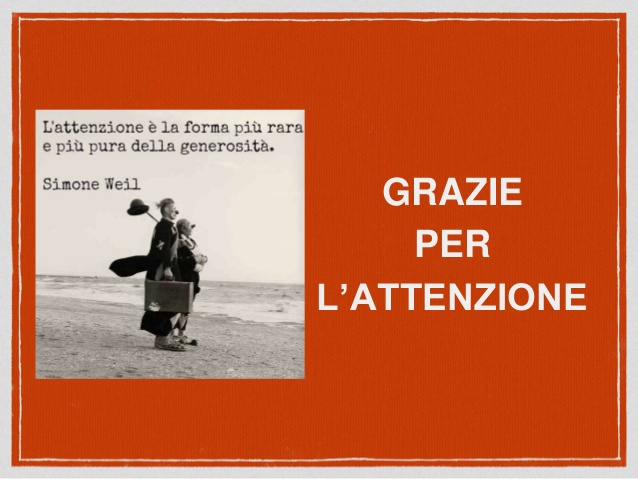 L'attenzione è la forma più rara
e più pura della generosità.
Simone Weil
GRAZIE
PER
L’ATTENZIONE